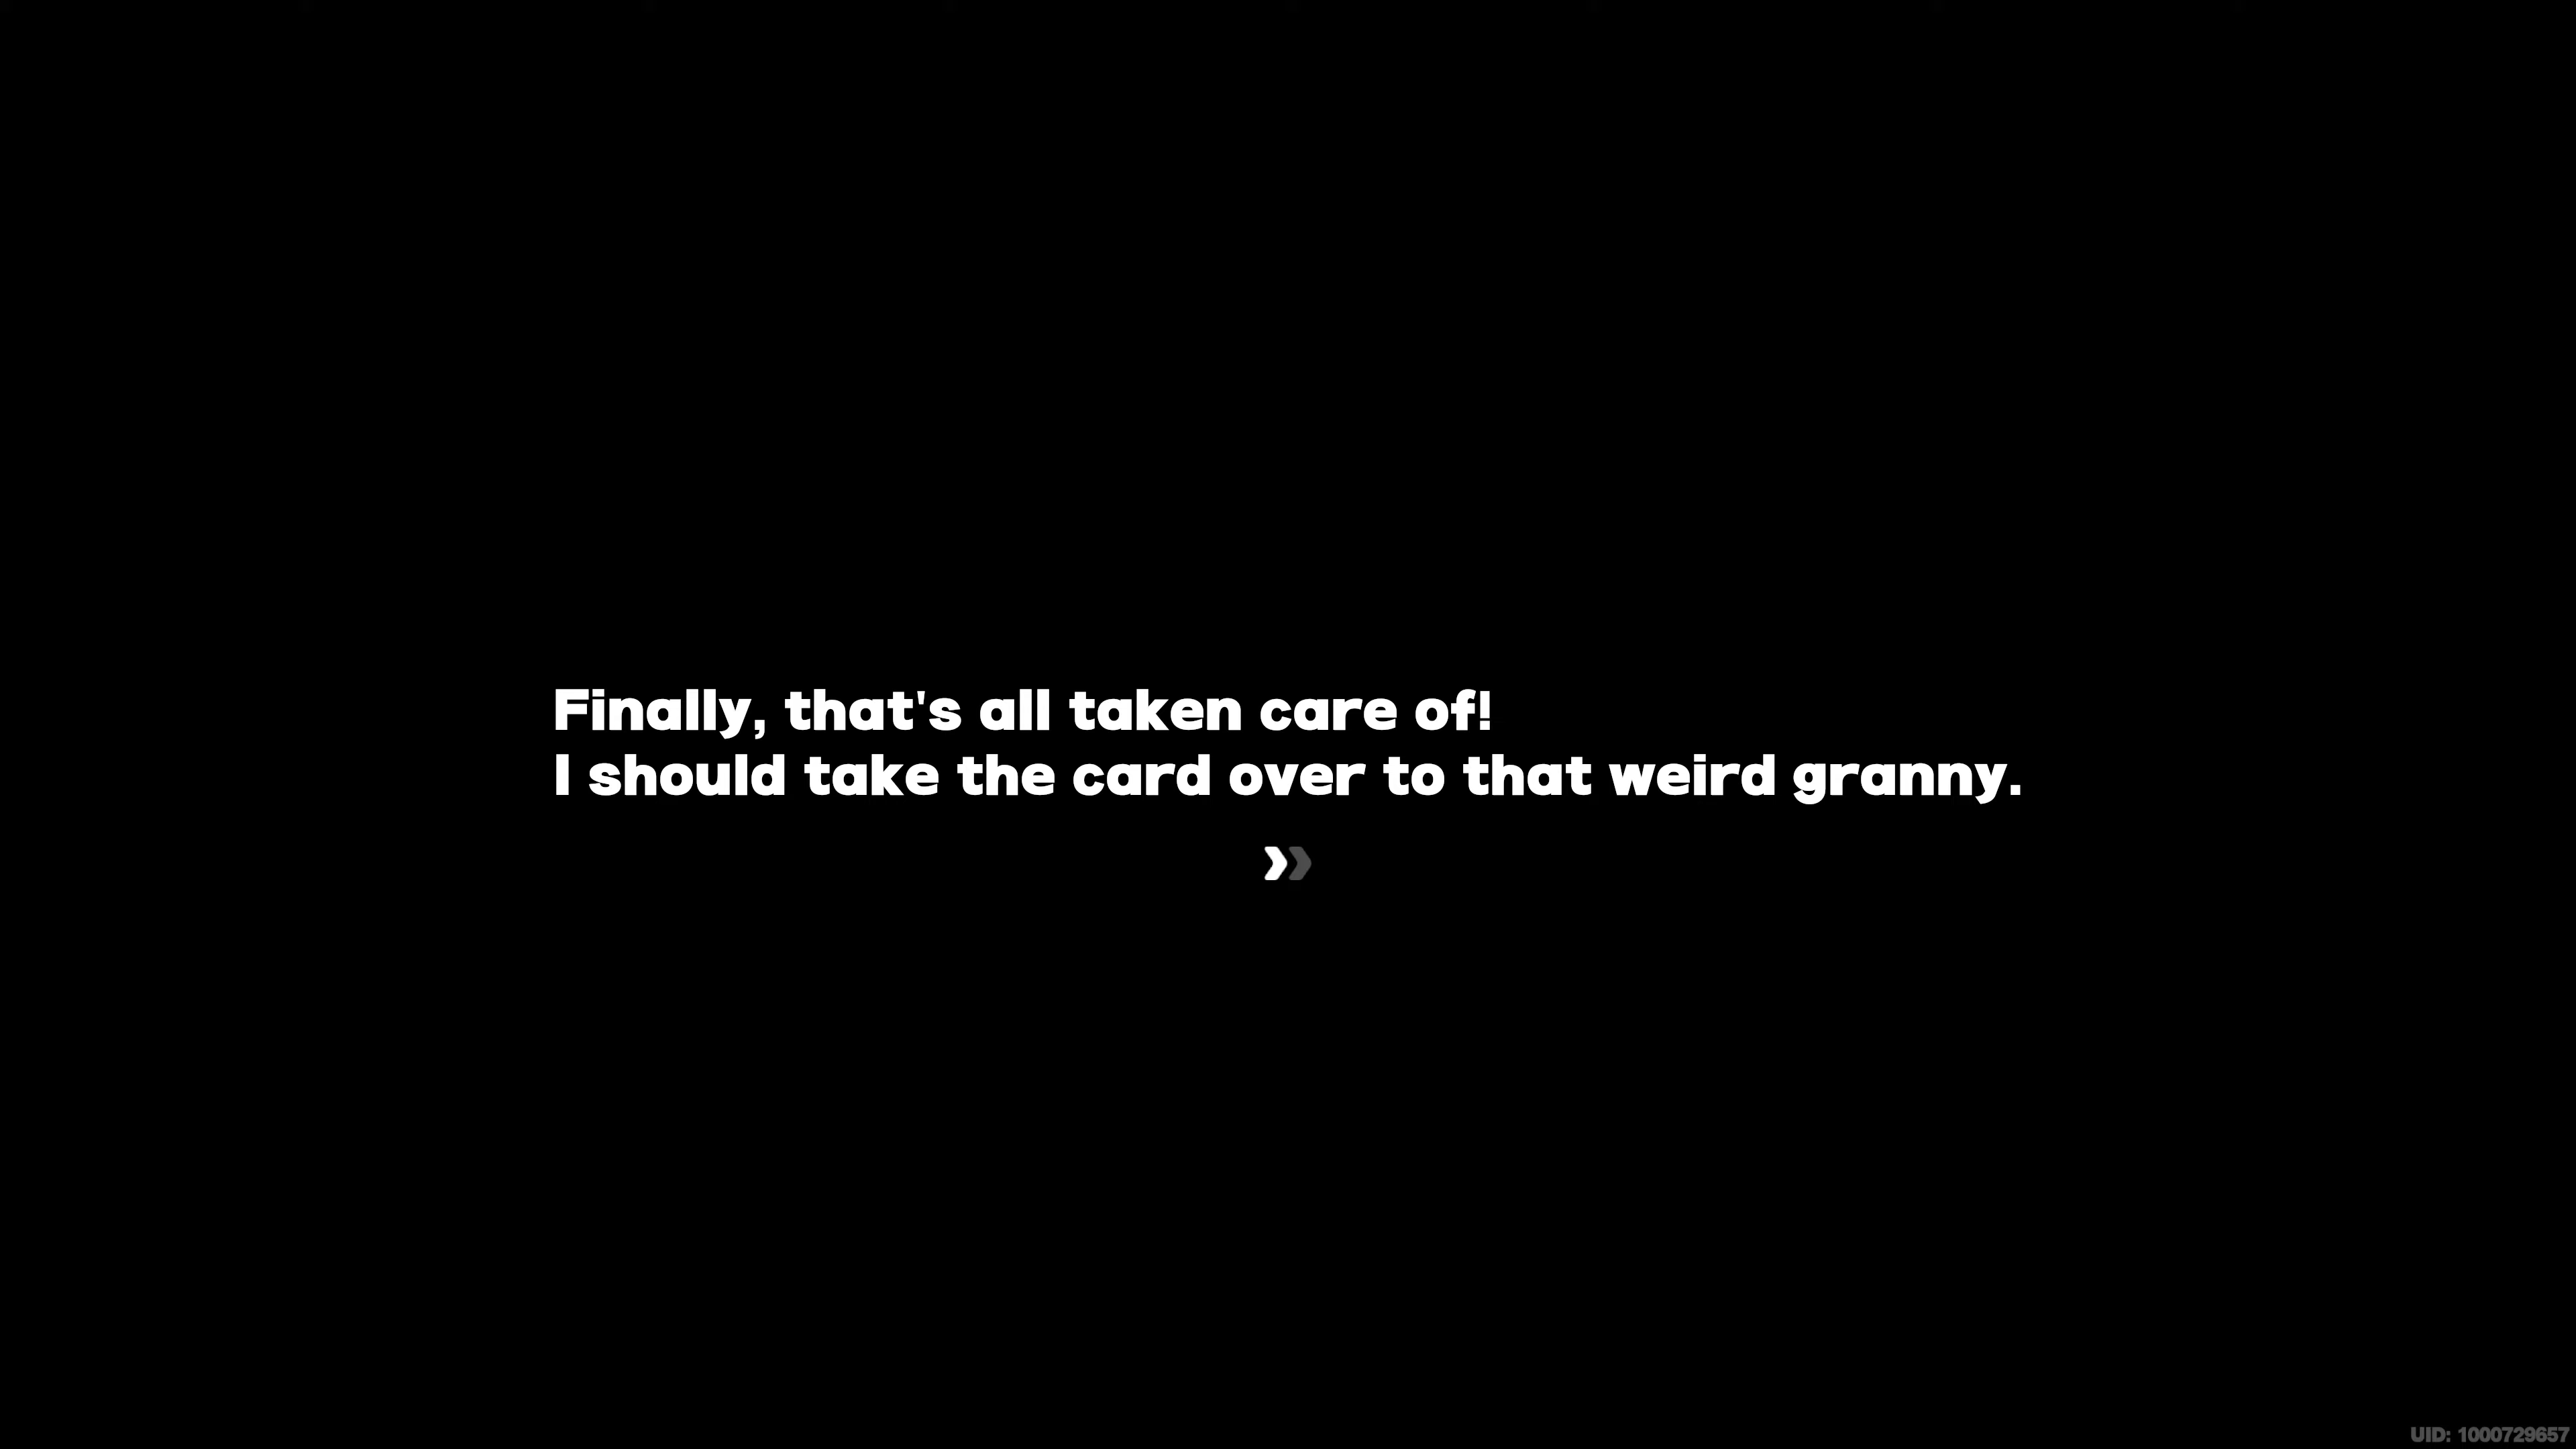 Finally, that's all taken care of!
I should take the card over to that weird granny.
UID: 1000729657